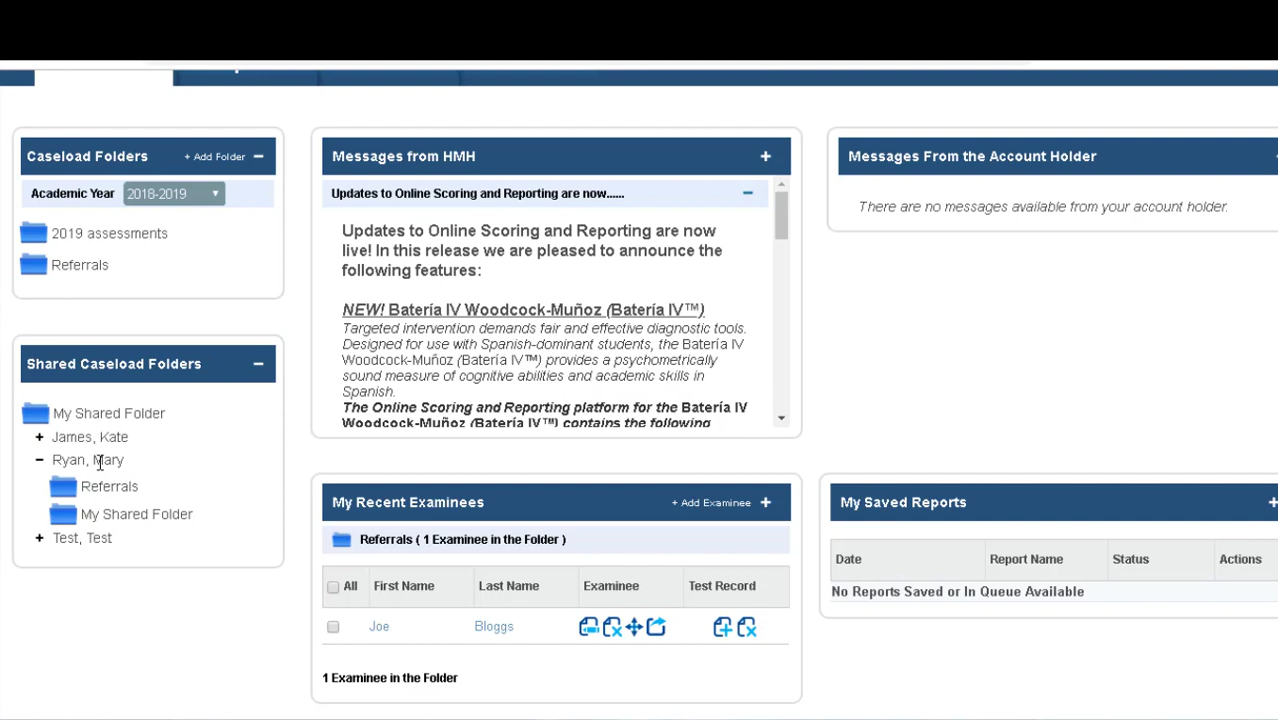 Caseload Folders + Add Folder −
Academic Year 2018-2019
2019 assessments
Referrals
Shared Caseload Folders −
My Shared Folder
+ James, Kate
− Ryan, Mary
Referrals
My Shared Folder
+ Test, Test
Messages from HMH +
Updates to Online Scoring and Reporting are now...... −
Updates to Online Scoring and Reporting are now
live! In this release we are pleased to announce the
following features:
NEW! Batería IV Woodcock-Muñoz (Batería IV™)
Targeted intervention demands fair and effective diagnostic tools.
Designed for use with Spanish-dominant students, the Batería IV
Woodcock-Muñoz (Batería IV™) provides a psychometrically
sound measure of cognitive abilities and academic skills in
Spanish.
The Online Scoring and Reporting platform for the Batería IV
Woodcock-Muñoz (Batería IV™) contains the following
Messages From the Account Holder
There are no messages available from your account holder.
My Recent Examinees + Add Examinee +
Referrals ( 1 Examinee in the Folder )
All First Name Last Name Examinee Test Record
Joe Bloggs
1 Examinee in the Folder
My Saved Reports +
Date Report Name Status Actions
No Reports Saved or In Queue Available